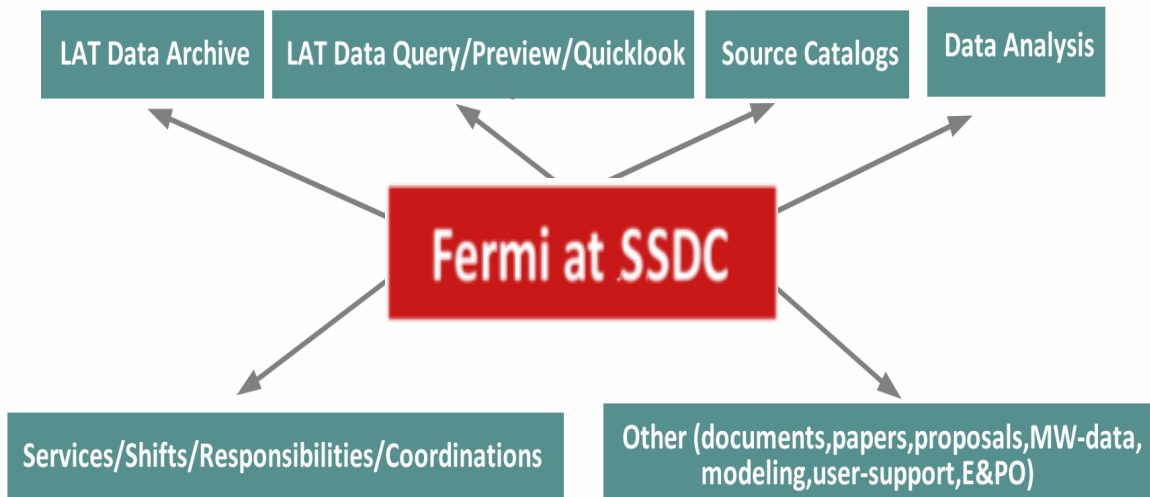 LAT Data Archive
LAT Data Query/Preview/Quicklook
Source Catalogs
Data Analysis
Fermi at SSDC
Services/Shifts/Responsibilities/Coordinations
Other (documents,papers,proposals,MW-data,
modeling,user-support,E&PO)